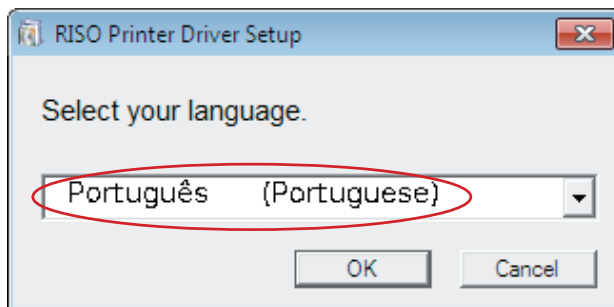 RISO Printer Driver Setup
Select your language.
Português (Portuguese)
OK Cancel